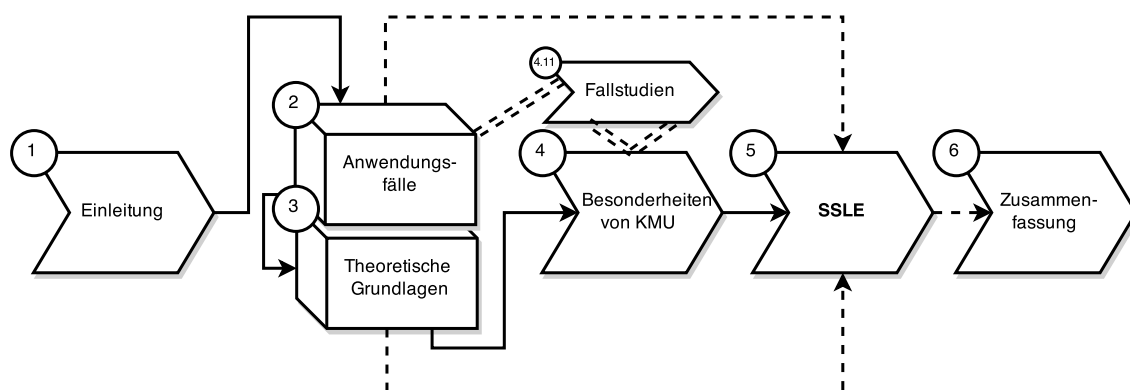 1
Einleitung
2
Anwendungs-
fälle
3
Theoretische
Grundlagen
4.11
Fallstudien
4
Besonderheiten
von KMU
5
SSLE
6
Zusammen-
fassung